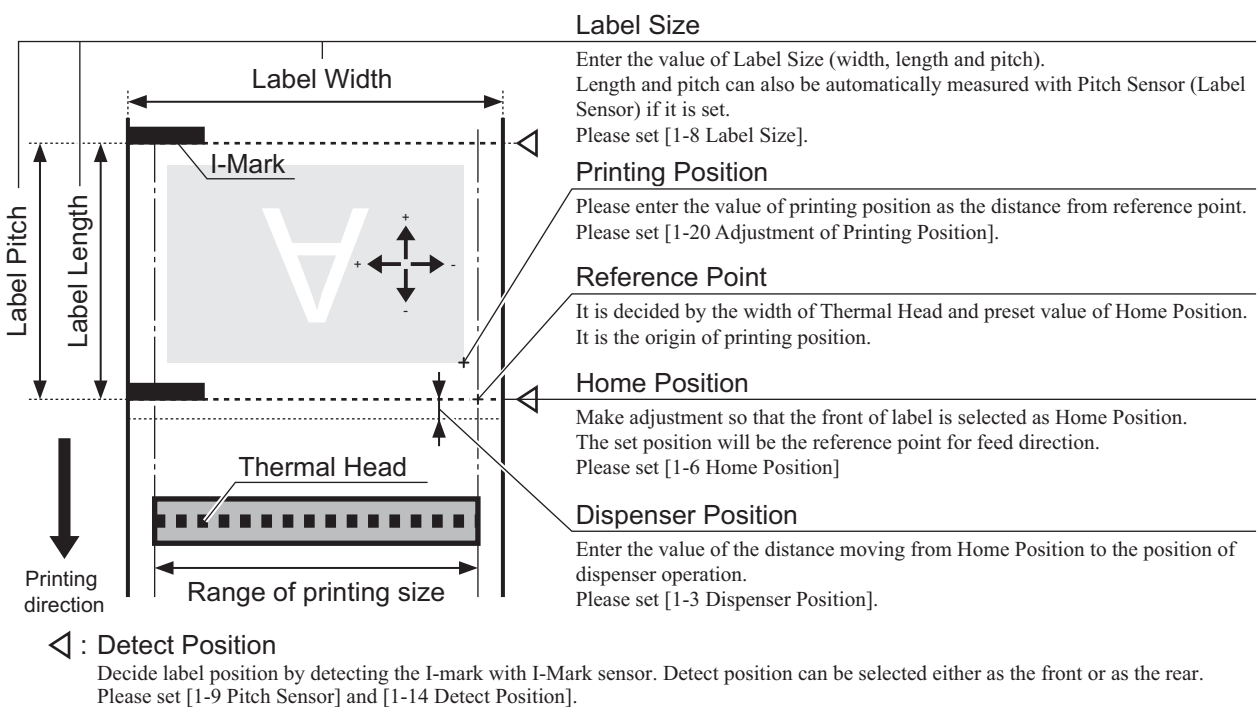 Label Size
Enter the value of Label Size (width, length and pitch).
Length and pitch can also be automatically measured with Pitch Sensor (Label
Sensor) if it is set.
Please set [1-8 Label Size].
Printing Position
Please enter the value of printing position as the distance from reference point.
Please set [1-20 Adjustment of Printing Position].
Reference Point
It is decided by the width of Thermal Head and preset value of Home Position.
It is the origin of printing position.
Home Position
Make adjustment so that the front of label is selected as Home Position.
The set position will be the reference point for feed direction.
Please set [1-6 Home Position]
Dispenser Position
Enter the value of the distance moving from Home Position to the position of
dispenser operation.
Please set [1-3 Dispenser Position].
Label Width
I-Mark
Label Pitch
Label Length
A
+
+
-
-
Thermal Head
Range of printing size
Printing
direction
: Detect Position
Decide label position by detecting the I-mark with I-Mark sensor. Detect position can be selected either as the front or as the rear.
Please set [1-9 Pitch Sensor] and [1-14 Detect Position].